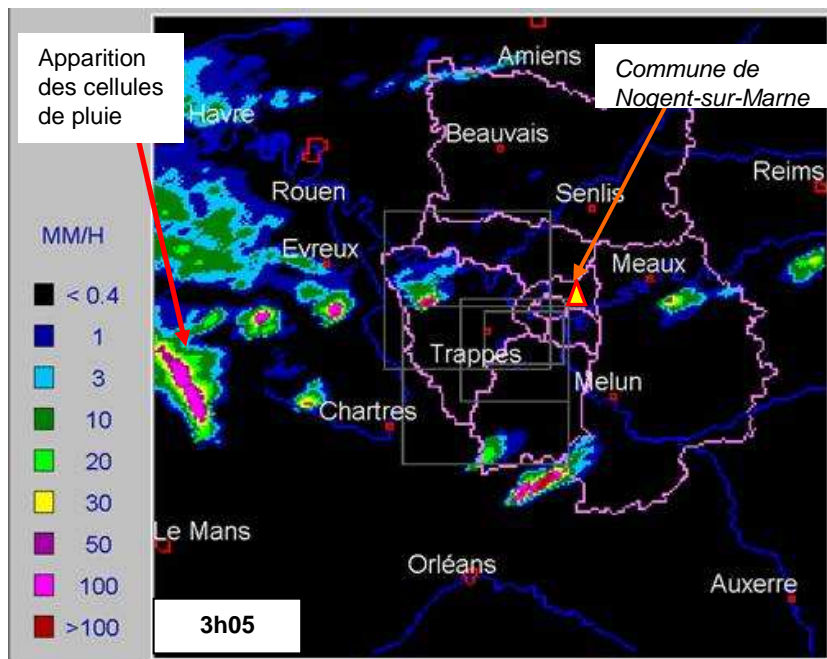 Apparition
des cellules
de pluie
Commune de
Nogent-sur-Marne
Amiens
Havre
Beauvais
Reims
Rouen
Senlis
MM/H
Evreux
Meaux
< 0.4
1
3
10
20
30
50
100
>100
Trappes
Melun
Chartres
Le Mans
Orléans
Auxerre
3h05